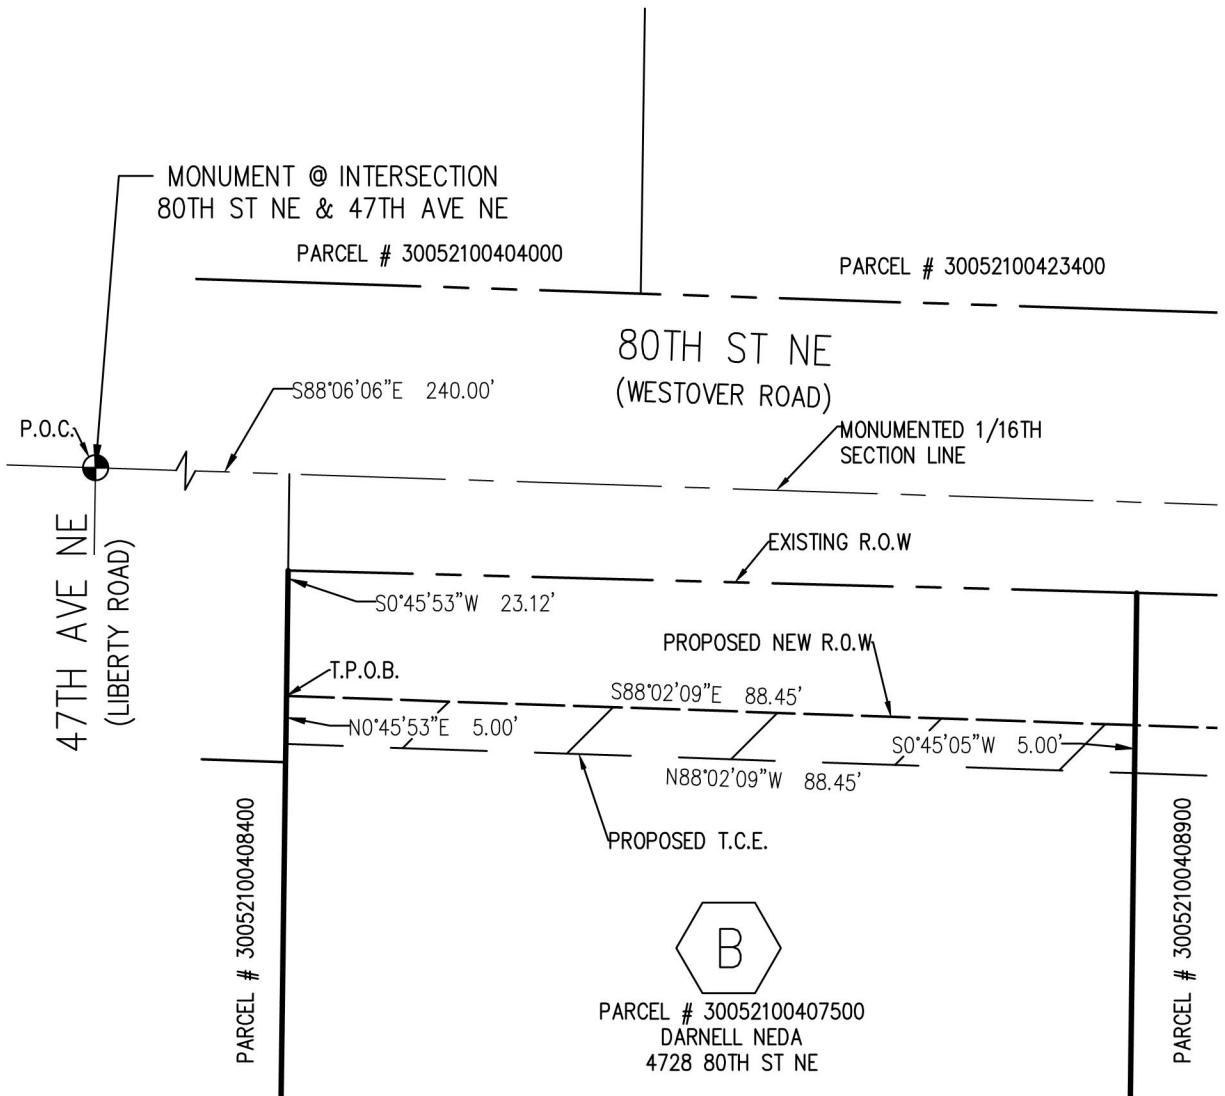 MONUMENT @ INTERSECTION
80TH ST NE & 47TH AVE NE
PARCEL # 30052100404000
PARCEL # 30052100423400
80TH ST NE
(WESTOVER ROAD)
S88°06'06"E 240.00'
P.O.C.
MONUMENTED 1/16TH
SECTION LINE
47TH AVE NE
(LIBERTY ROAD)
EXISTING R.O.W
S0°45'53"W 23.12'
PROPOSED NEW R.O.W
T.P.O.B.
S88°02'09"E 88.45'
N0°45'53"E 5.00'
S0°45'05"W 5.00'
N88°02'09"W 88.45'
PROPOSED T.C.E.
PARCEL # 30052100408400
PARCEL # 30052100408900
B
PARCEL # 30052100407500
DARNELL NEDA
4728 80TH ST NE